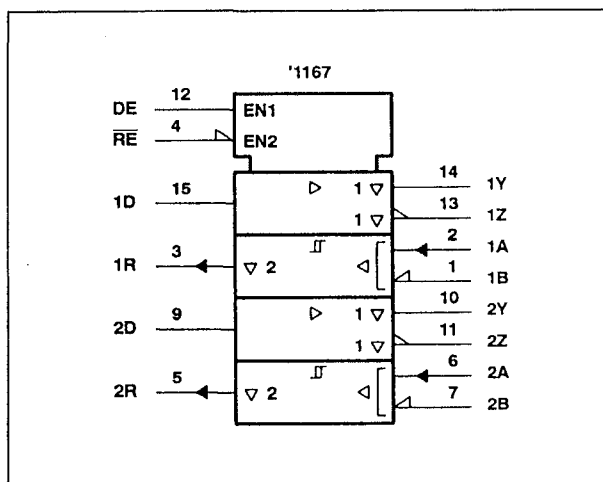 '1167
DE 12 EN1
RE 4 EN2
1D 15 1 14 1Y
1 13 1Z
1R 3 2 2 1A
1 1B
2D 9 1 10 2Y
1 11 2Z
2R 5 2 6 2A
7 2B